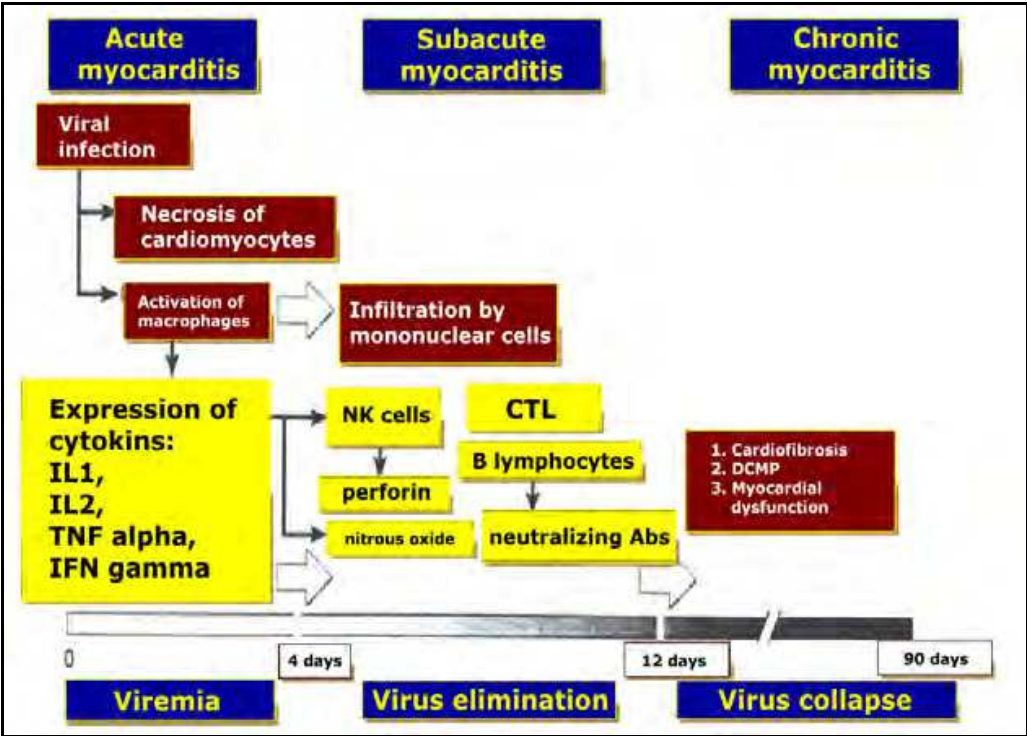 Acute
myocarditis
Subacute
myocarditis
Chronic
myocarditis
Viral
infection
Necrosis of
cardiomyocytes
Activation of
macrophages
Infiltration by
mononuclear cells
Expression of
cytokins:
IL1,
IL2,
TNF alpha,
IFN gamma
NK cells
CTL
B lymphocytes
perforin
nitrous oxide
neutralizing Abs
1. Cardiofibrosis
2. DCMP
3. Myocardial
dysfunction
0
4 days
12 days
90 days
Viremia
Virus elimination
Virus collapse